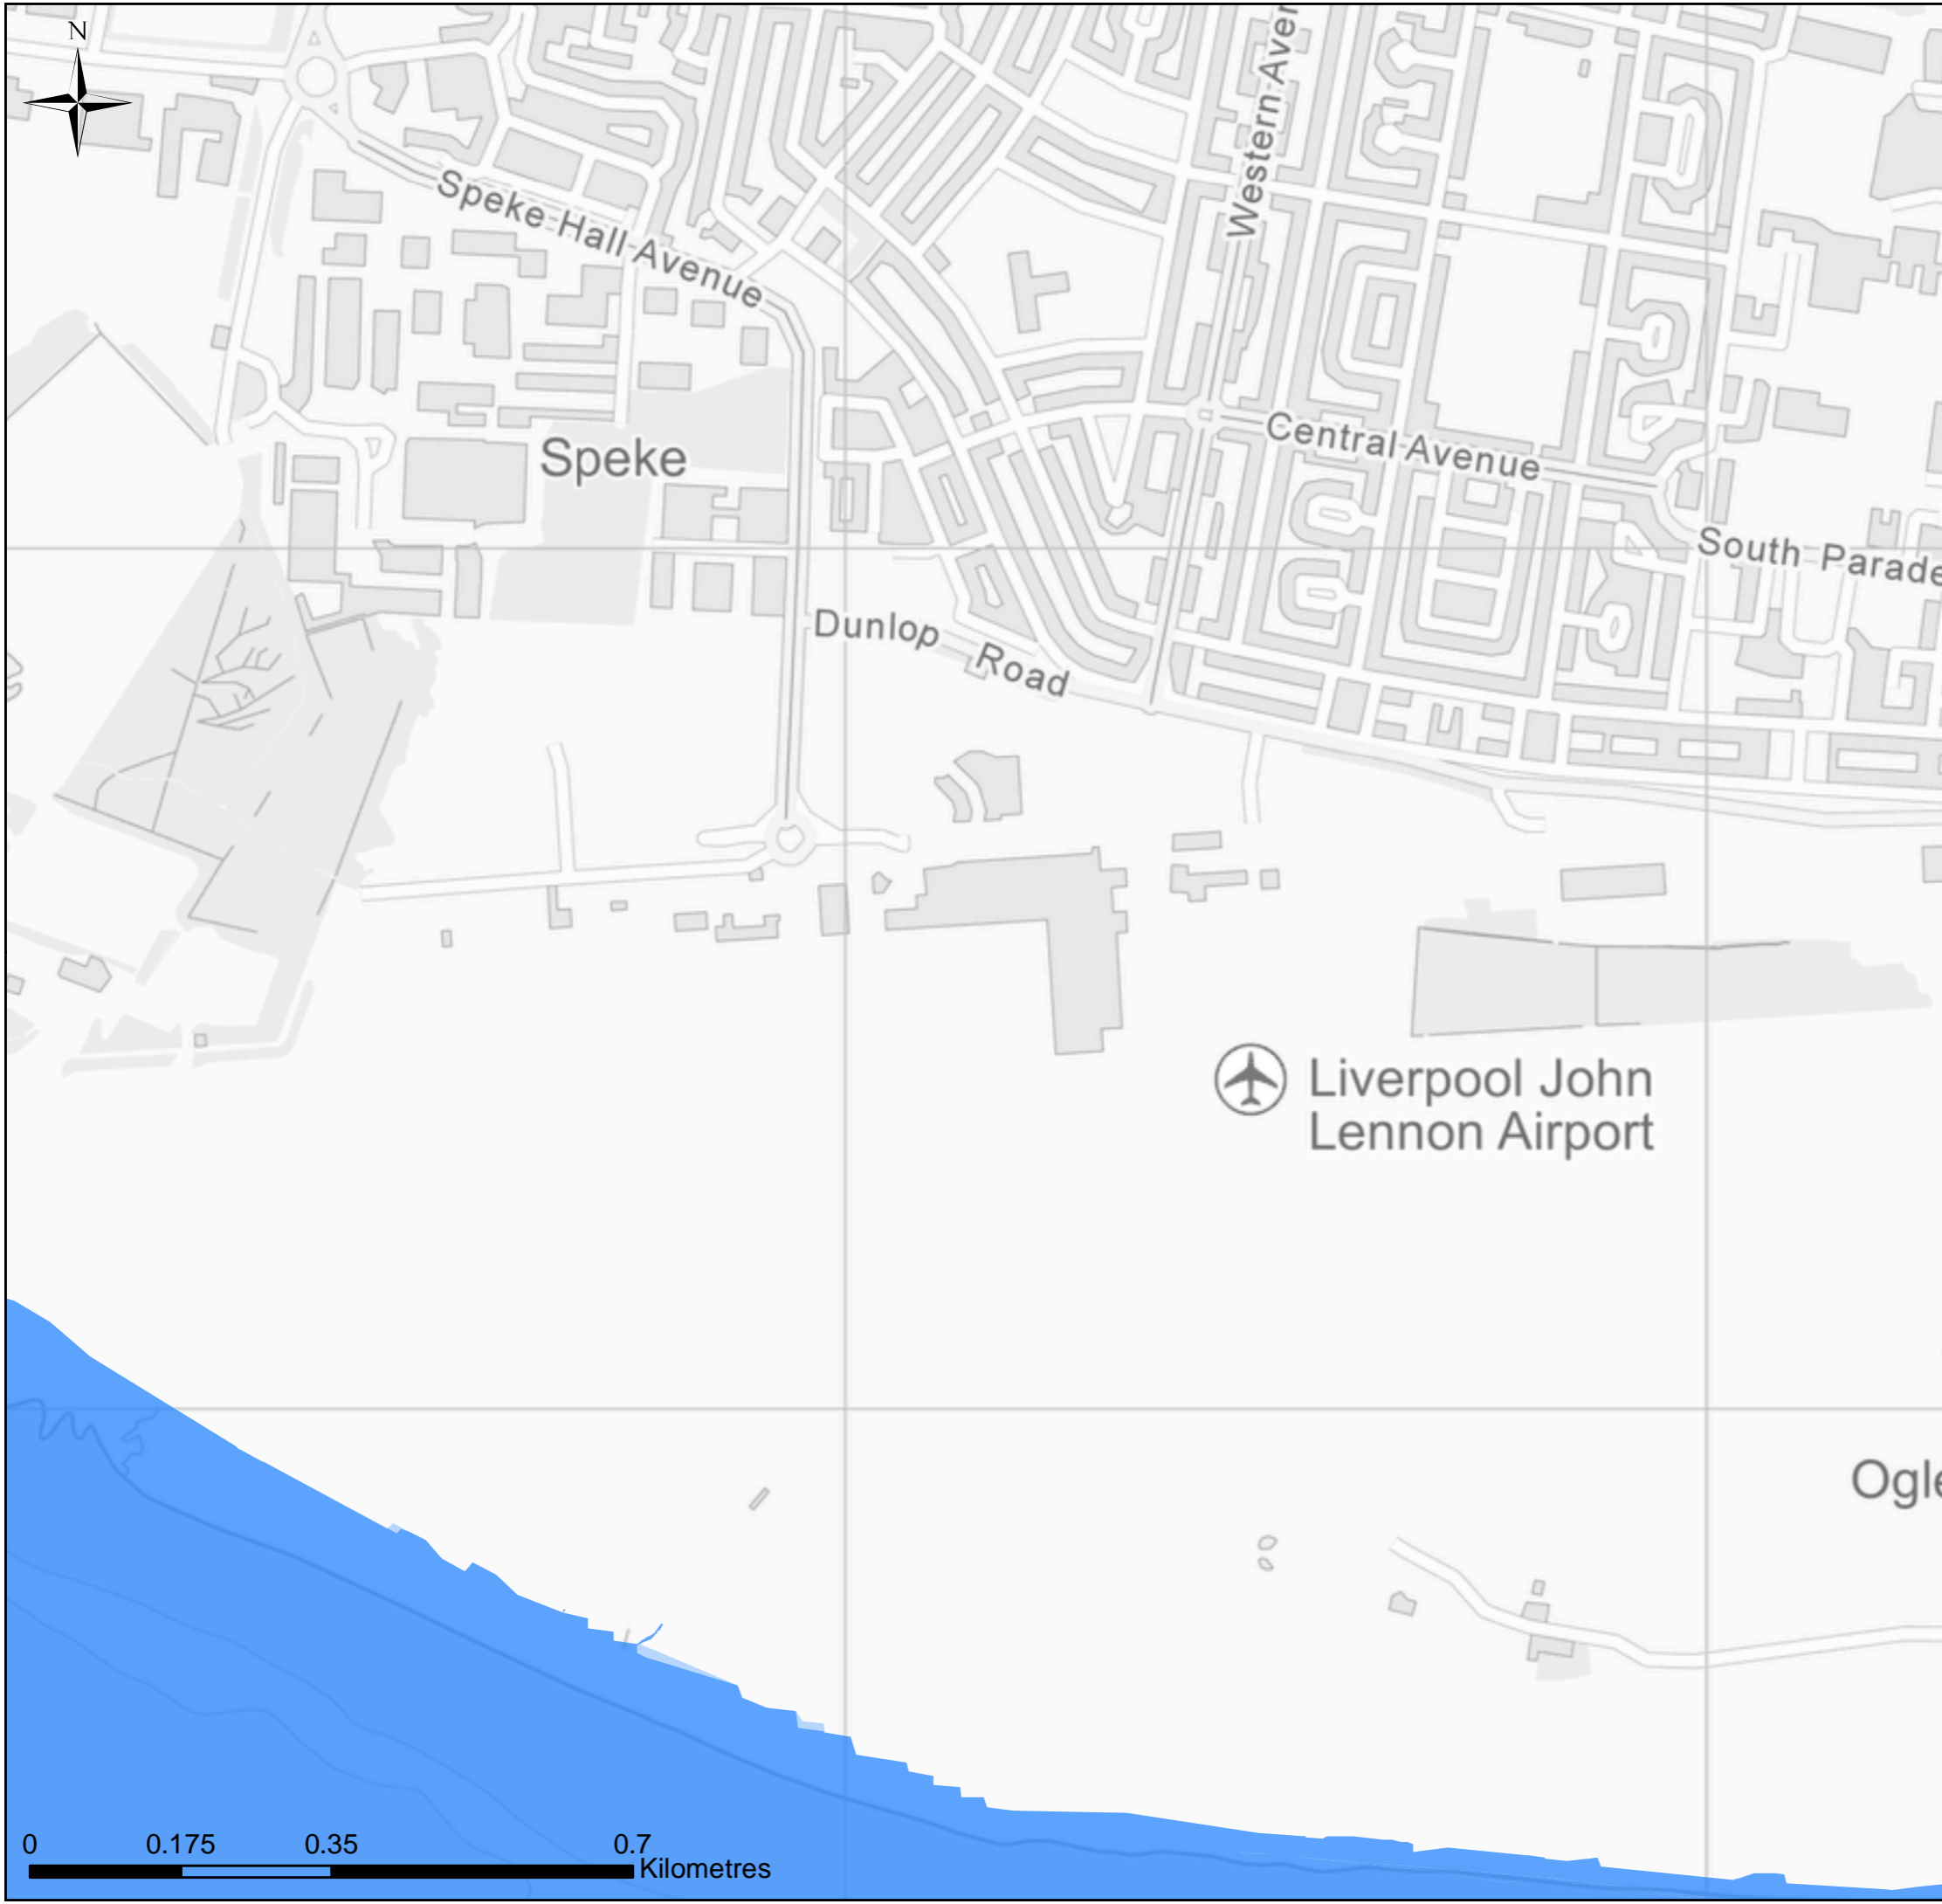 N
Western Aver
Speke Hall Avenue
Central Avenue
Speke
South Parade
Dunlop Road
Liverpool John
Lennon Airport
Ogle
0 0.175 0.35 0.7
Kilometres